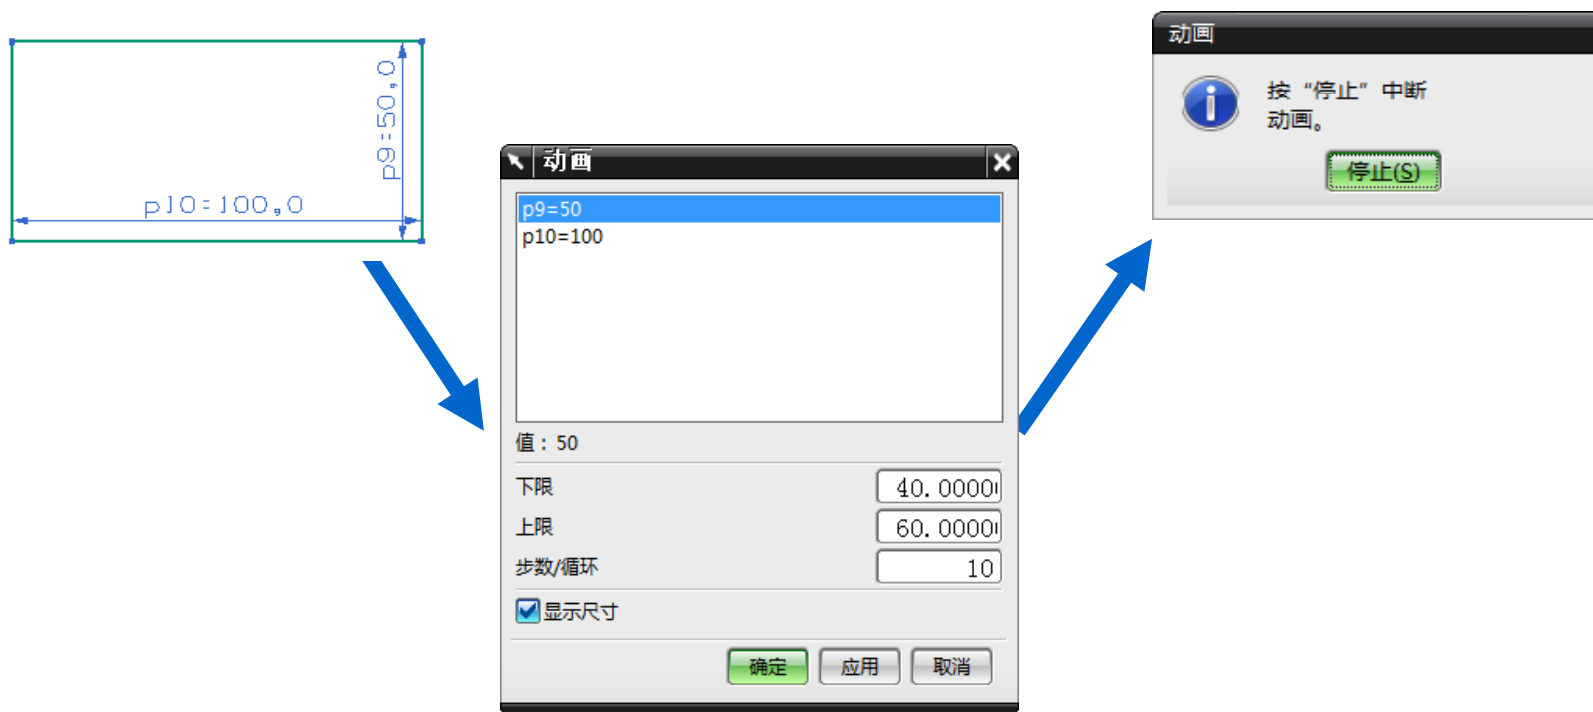 p9=50,0
p10=100,0
动画
p9=50
p10=100
值：50
下限 40.0000
上限 60.0000
步数/循环 10
显示尺寸
确定 应用 取消
动画
按“停止”中断
动画。
停止(S)